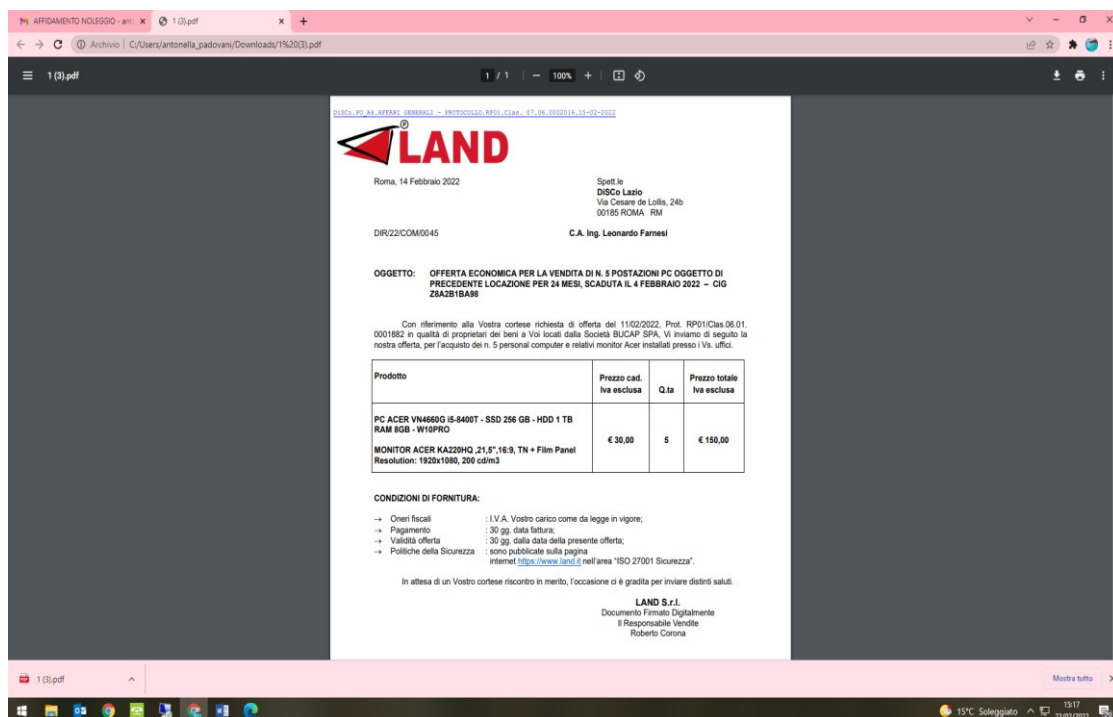 AFFIDAMENTO NOLEGGIO - ant
1 (3).pdf
Archivio | C:/Users/antonella_padovani/Downloads/1%20(3).pdf
1 (3).pdf
1 / 1
100%
DiSCo.PO_A4.AFFARI GENERALI - PROTOCOLLO.RP01.Clas. 07.06.0002016.15-02-2022
LAND
Roma, 14 Febbraio 2022
Spett.le
DiSCo Lazio
Via Cesare de Lollis, 24b
00185 ROMA RM
DIR/22/COM/0045
C.A. Ing. Leonardo Farnesi
OGGETTO: OFFERTA ECONOMICA PER LA VENDITA DI N. 5 POSTAZIONI PC OGGETTO DI
PRECEDENTE LOCAZIONE PER 24 MESI, SCADUTA IL 4 FEBBRAIO 2022 – CIG
Z8A2B1BA98
Con riferimento alla Vostra cortese richiesta di offerta del 11/02/2022, Prot. RP01/Clas.06.01.
0001882 in qualità di proprietari dei beni a Voi locati dalla Società BUCAP SPA, Vi inviamo di seguito la
nostra offerta, per l'acquisto dei n. 5 personal computer e relativi monitor Acer installati presso i Vs. uffici.
Prodotto
Prezzo cad.
Iva esclusa
Q.ta
Prezzo totale
Iva esclusa
PC ACER VN4660G i5-8400T - SSD 256 GB - HDD 1 TB
RAM 8GB - W10PRO
MONITOR ACER KA220HQ ,21,5",16:9, TN + Film Panel
Resolution: 1920x1080, 200 cd/m3
€ 30,00
5
€ 150,00
CONDIZIONI DI FORNITURA:
→ Oneri fiscali : I.V.A. Vostro carico come da legge in vigore;
→ Pagamento : 30 gg. data fattura;
→ Validità offerta : 30 gg. dalla data della presente offerta;
→ Politiche della Sicurezza : sono pubblicate sulla pagina
internet https://www.land.it nell'area "ISO 27001 Sicurezza".
In attesa di un Vostro cortese riscontro in merito, l'occasione ci è gradita per inviare distinti saluti.
LAND S.r.l.
Documento Firmato Digitalmente
Il Responsabile Vendite
Roberto Corona
1 (3).pdf
Mostra tutto
15°C Soleggiato
15:17
22/02/2022